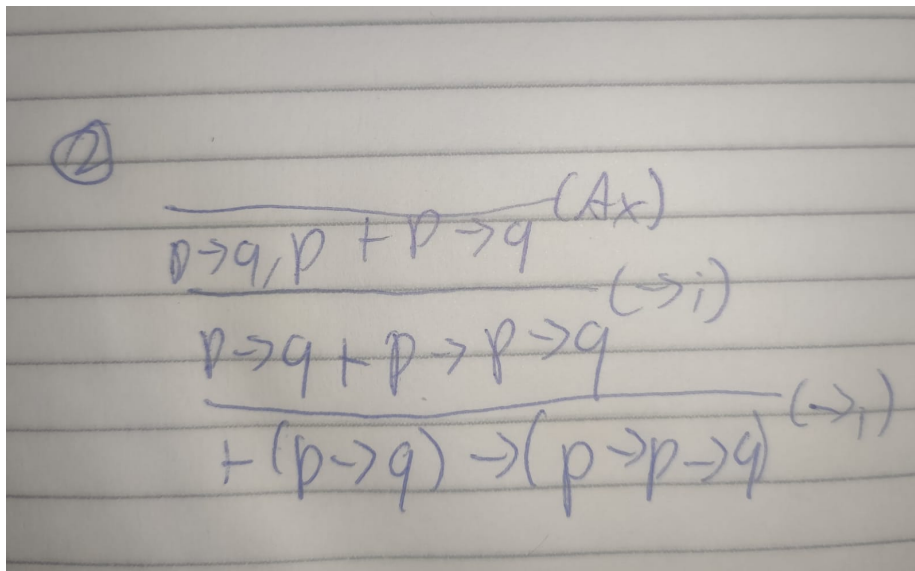 ②
(Ax)
p→q, p ⊢ p→q
(→i)
p→q ⊢ p→p→q
(→i)
⊢ (p→q)→(p→p→q)